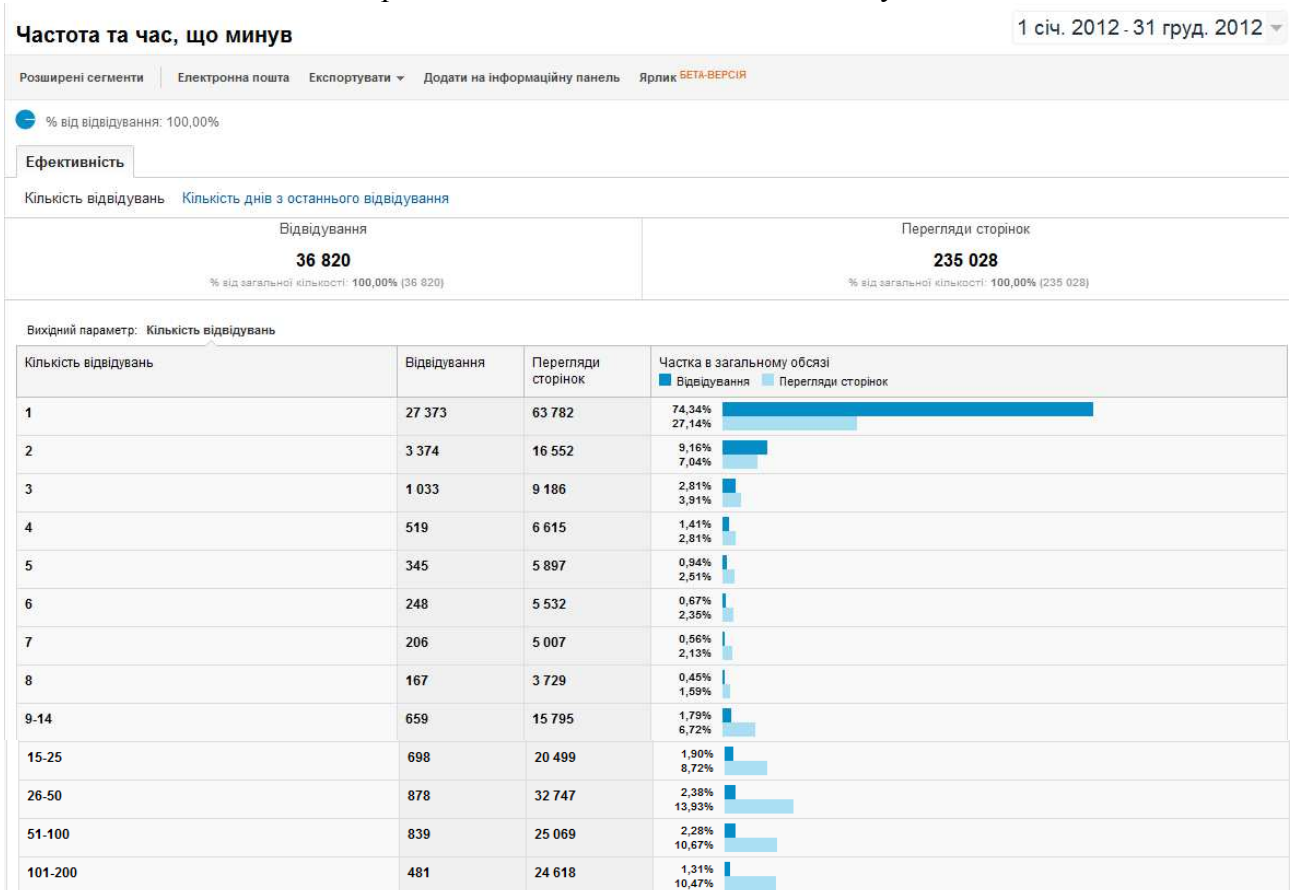 Частота та час, що минув
1 січ. 2012 - 31 груд. 2012
Розширені сегменти Електронна пошта Експортувати Додати на інформаційну панель Ярлик БЕТА-ВЕРСІЯ
% від відвідування: 100,00%
Ефективність
Кількість відвідувань Кількість днів з останнього відвідування
Відвідування Перегляди сторінок
36 820 235 028
% від загальної кількості: 100,00% (36 820) % від загальної кількості: 100,00% (235 028)
Вихідний параметр: Кількість відвідувань
Кількість відвідувань Відвідування Перегляди сторінок Частка в загальному обсязі
Відвідування Перегляди сторінок
1 27 373 63 782 74,34%
27,14%
2 3 374 16 552 9,16%
7,04%
3 1 033 9 186 2,81%
3,91%
4 519 6 615 1,41%
2,81%
5 345 5 897 0,94%
2,51%
6 248 5 532 0,67%
2,35%
7 206 5 007 0,56%
2,13%
8 167 3 729 0,45%
1,59%
9-14 659 15 795 1,79%
6,72%
15-25 698 20 499 1,90%
8,72%
26-50 878 32 747 2,38%
13,93%
51-100 839 25 069 2,28%
10,67%
101-200 481 24 618 1,31%
10,47%